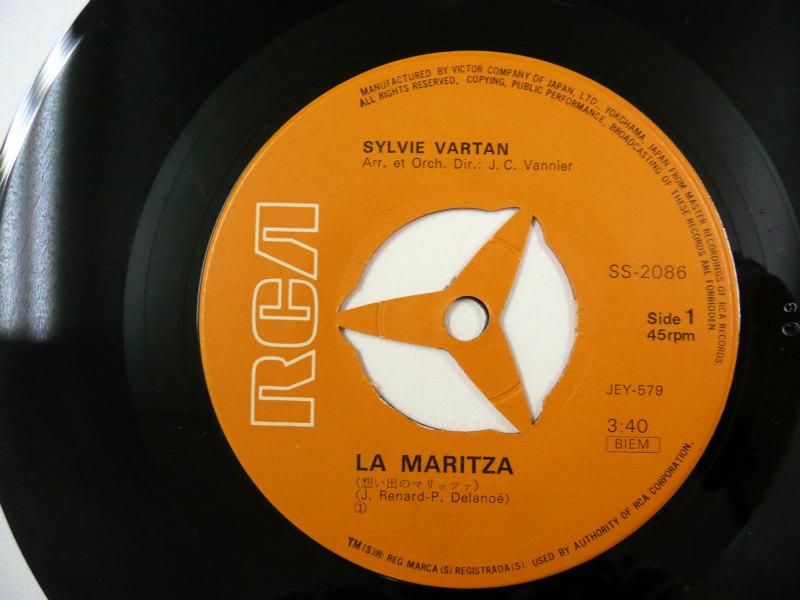 MANUFACTURED BY VICTOR COMPANY OF JAPAN, LTD., YOKOHAMA, JAPAN FROM MASTER RECORDINGS OF RCA RECORDS.
ALL RIGHTS RESERVED, COPYING, PUBLIC PERFORMANCE, BROADCASTING OF THESE RECORDS ARE FORBIDDEN.
SYLVIE VARTAN
Arr. et Orch. Dir.: J. C. Vannier
RCA
SS-2086
Side 1
45rpm
JEY-579
3:40
BIEM
LA MARITZA
(想い出のマリッツァ)
(J. Renard-P. Delanoé)
①
TM(S)® REG MARCA(S) REGISTRADA(S). USED BY AUTHORITY OF RCA CORPORATION.